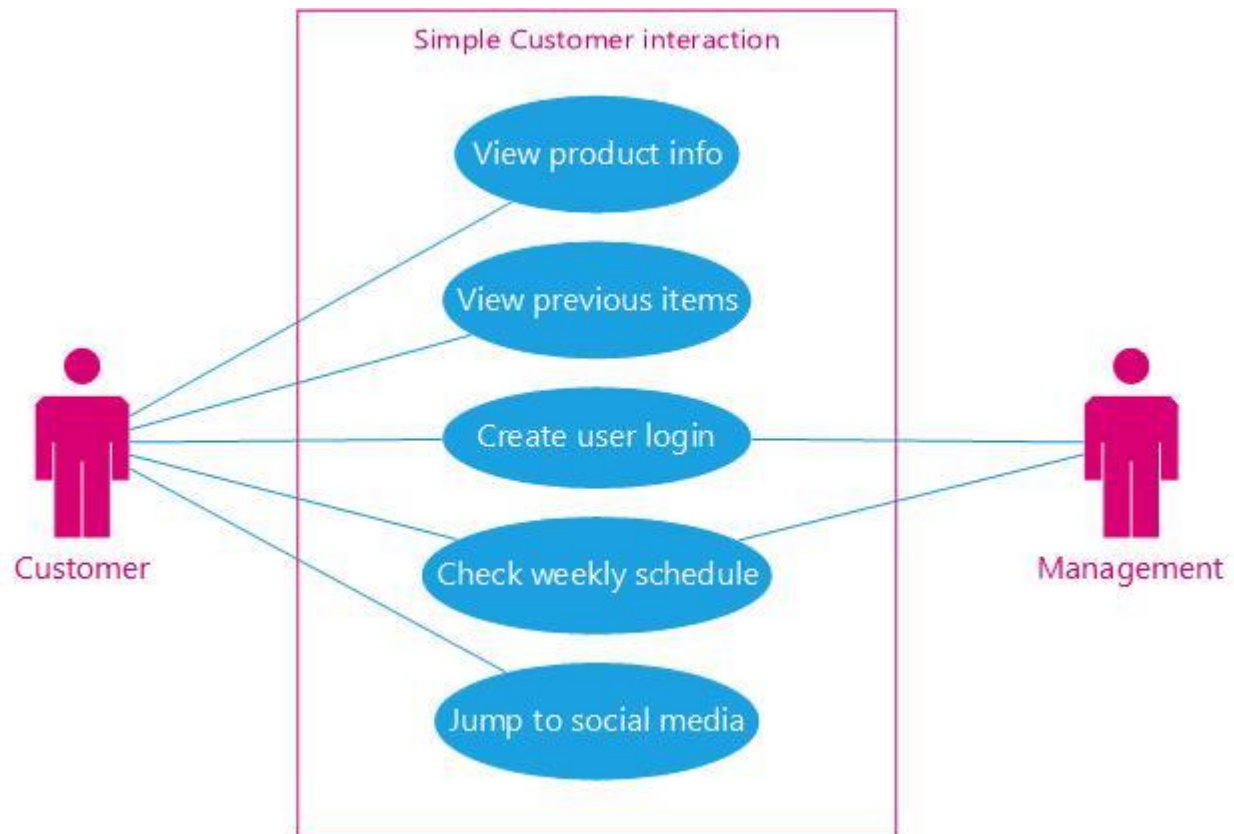 Simple Customer interaction
View product info
View previous items
Create user login
Check weekly schedule
Jump to social media
Customer
Management